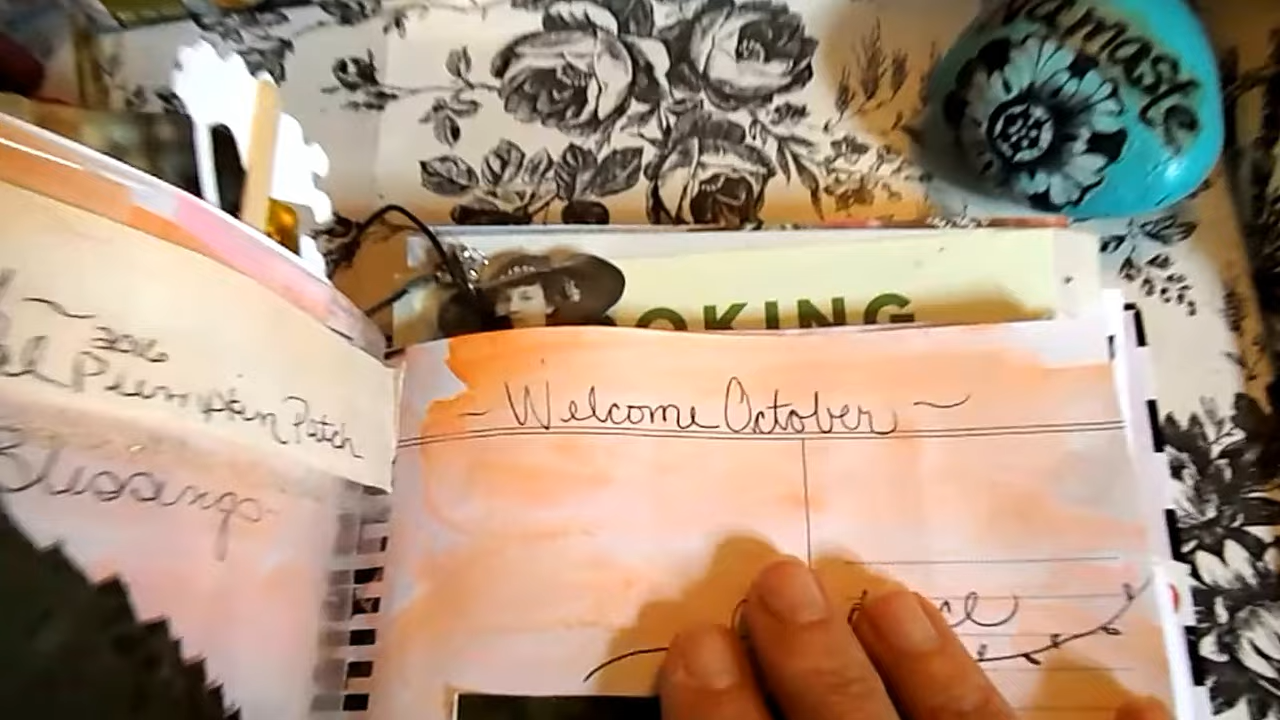 Namaste
OKING
~ Welcome October ~
2016
Pumpkin Patch
Blessings